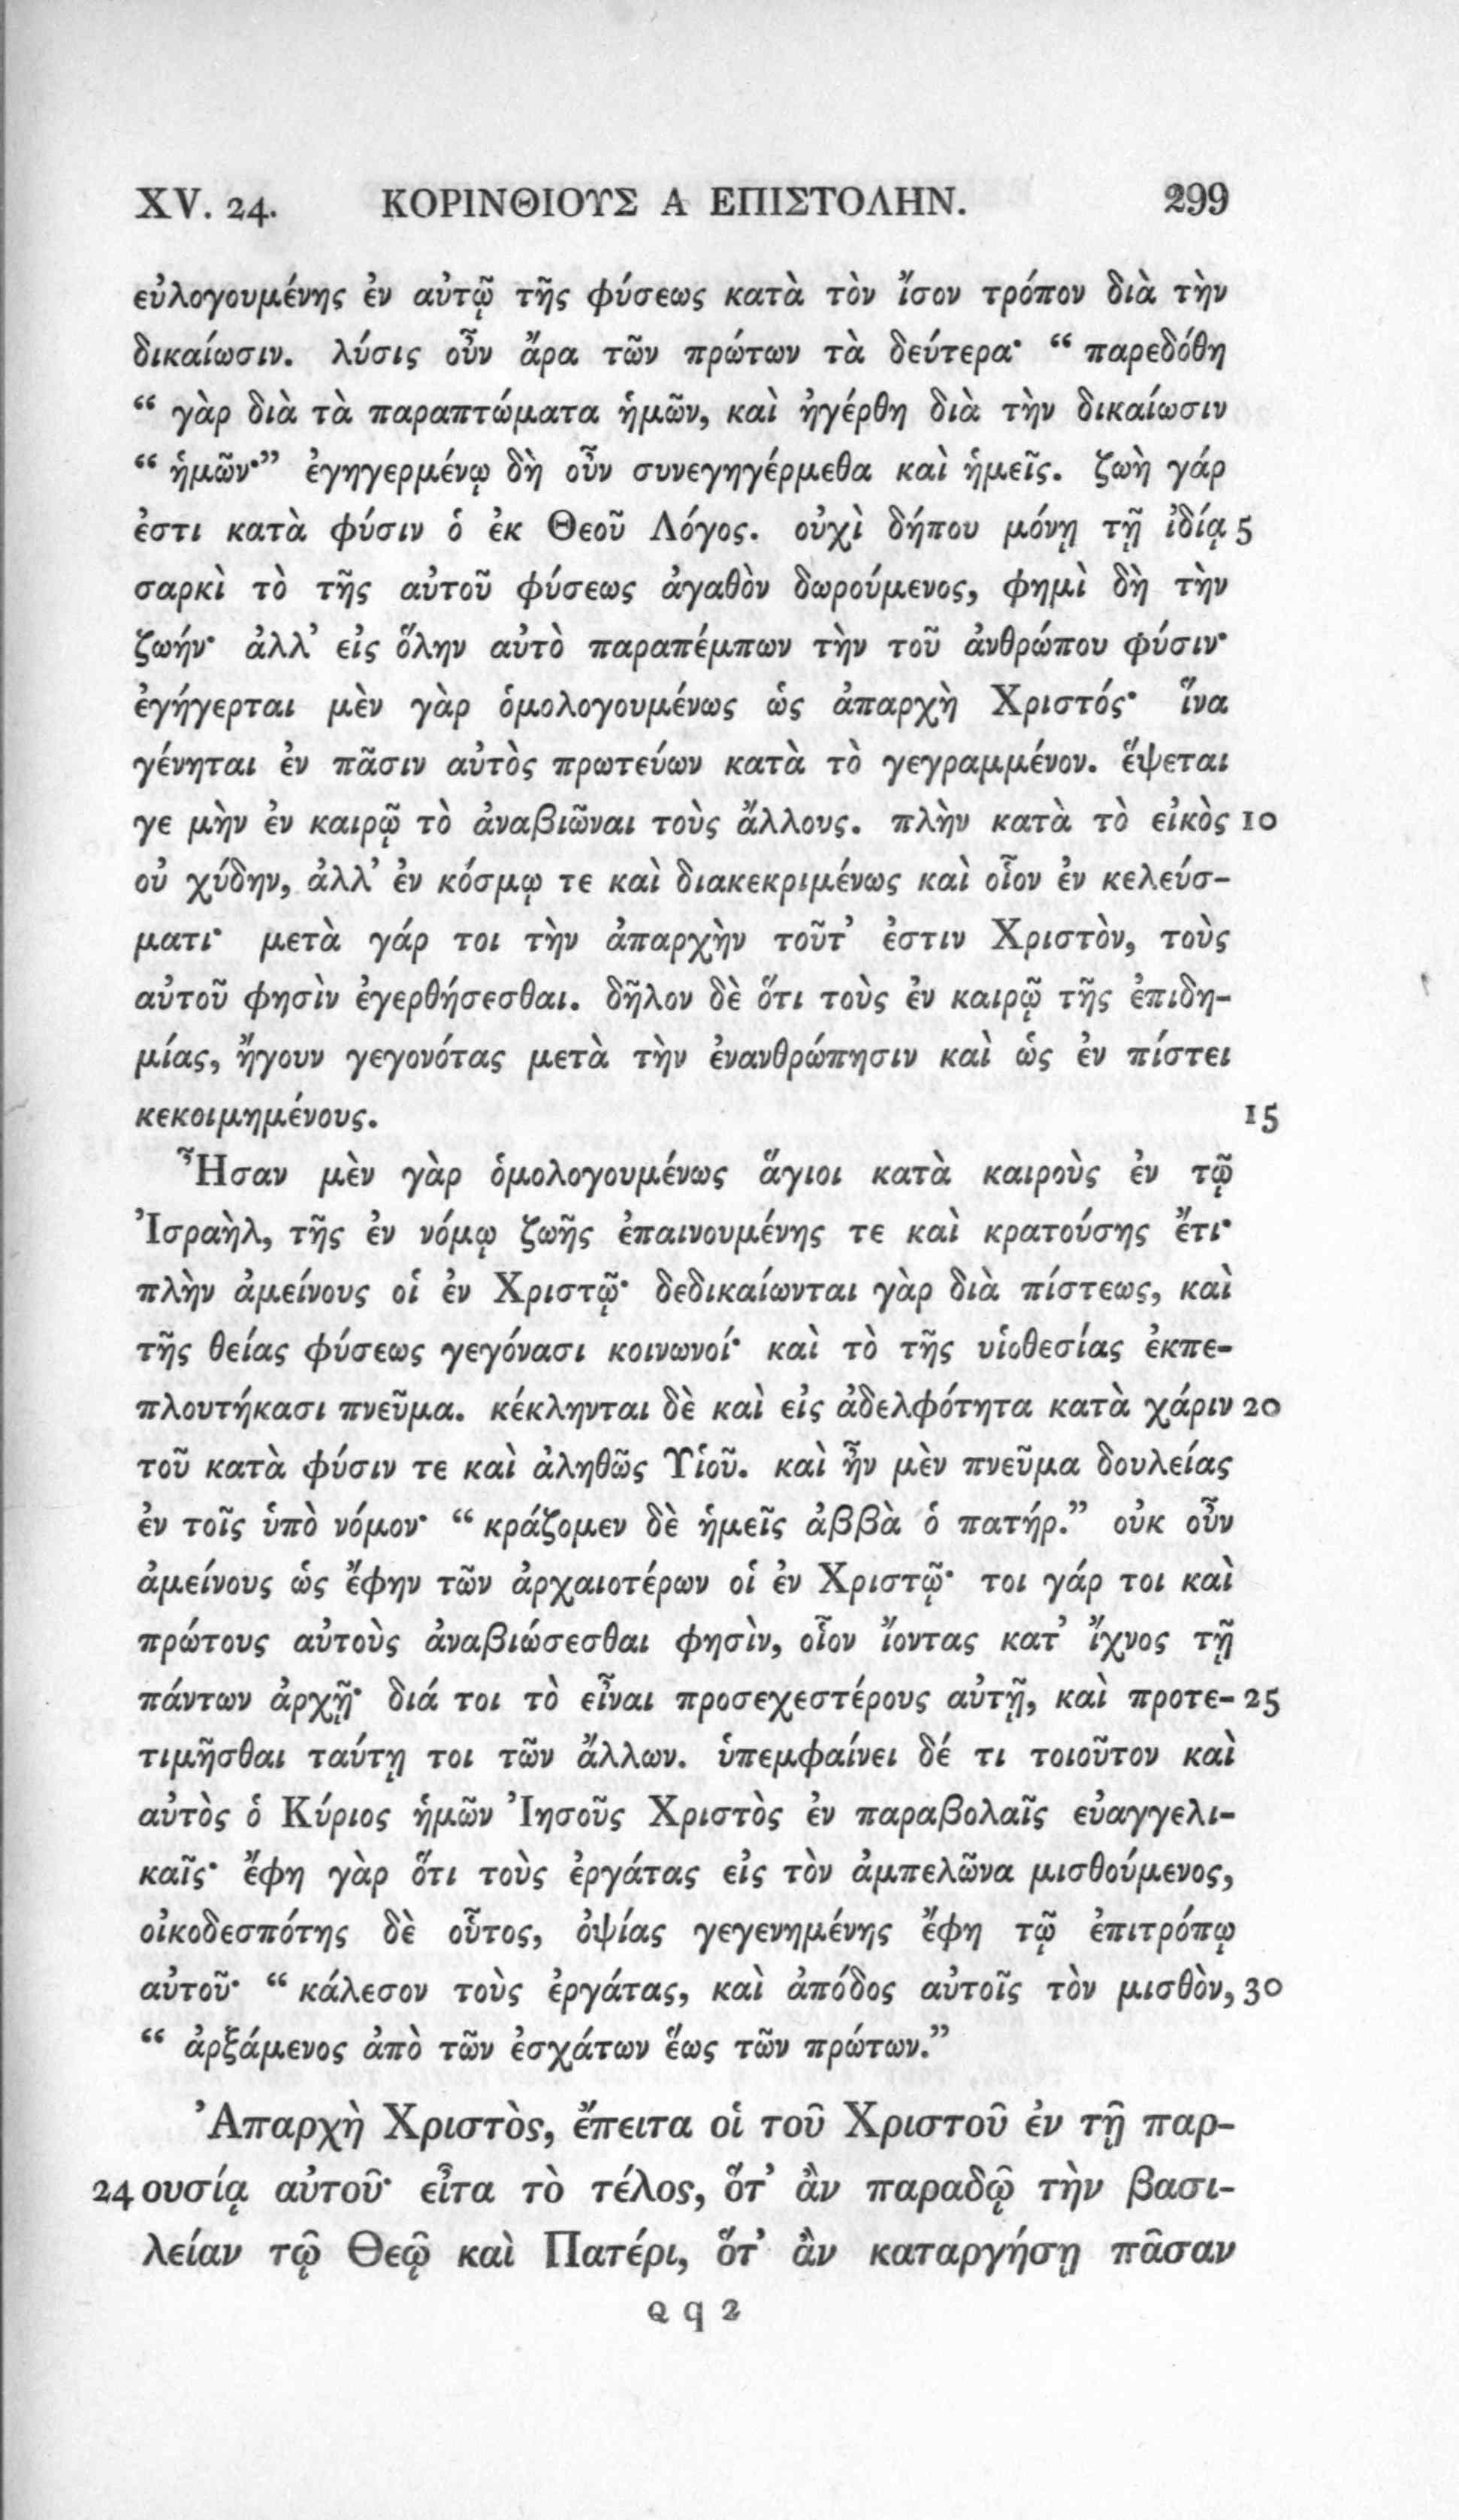 XV. 24. ΚΟΡΙΝΘΙΟΥΣ Α ΕΠΙΣΤΟΛΗΝ. 299
εὐλογουμένης ἐν αὐτῷ τῆς φύσεως κατὰ τὸν ἴσον τρόπον διὰ τὴν
δικαίωσιν. λύσις οὖν ἄρα τῶν πρώτων τὰ δεύτερα· “ παρεδόθη
“ γὰρ διὰ τὰ παραπτώματα ἡμῶν, καὶ ἠγέρθη διὰ τὴν δικαίωσιν
“ ἡμῶν·” ἐγηγερμένῳ δὴ οὖν συνεγηγέρμεθα καὶ ἡμεῖς. ζωὴ γάρ
ἐστι κατὰ φύσιν ὁ ἐκ Θεοῦ Λόγος. οὐχὶ δήπου μόνῃ τῇ ἰδίᾳ 5
σαρκὶ τὸ τῆς αὐτοῦ φύσεως ἀγαθὸν δωρούμενος, φημὶ δὴ τὴν
ζωήν· ἀλλ’ εἰς ὅλην αὐτὸ παραπέμπων τὴν τοῦ ἀνθρώπου φύσιν·
ἐγήγερται μὲν γὰρ ὁμολογουμένως ὡς ἀπαρχὴ Χριστός· ἵνα
γένηται ἐν πᾶσιν αὐτὸς πρωτεύων κατὰ τὸ γεγραμμένον. ἕψεται
γε μὴν ἐν καιρῷ τὸ ἀναβιῶναι τοὺς ἄλλους. πλὴν κατὰ τὸ εἰκὸς 10
οὐ χύδην, ἀλλ’ ἐν κόσμῳ τε καὶ διακεκριμένως καὶ οἷον ἐν κελεύσ-
ματι· μετὰ γάρ τοι τὴν ἀπαρχὴν τοῦτ’ ἐστιν Χριστὸν, τοὺς
αὐτοῦ φησὶν ἐγερθήσεσθαι. δῆλον δὲ ὅτι τοὺς ἐν καιρῷ τῆς ἐπιδη-
μίας, ἤγουν γεγονότας μετὰ τὴν ἐνανθρώπησιν καὶ ὡς ἐν πίστει
κεκοιμημένους. 15
Ἦσαν μὲν γὰρ ὁμολογουμένως ἅγιοι κατὰ καιροὺς ἐν τῷ
Ἰσραὴλ, τῆς ἐν νόμῳ ζωῆς ἐπαινουμένης τε καὶ κρατούσης ἔτι·
πλὴν ἀμείνους οἱ ἐν Χριστῷ· δεδικαίωνται γὰρ διὰ πίστεως, καὶ
τῆς θείας φύσεως γεγόνασι κοινωνοί· καὶ τὸ τῆς υἱοθεσίας ἐκπε-
πλουτήκασι πνεῦμα. κέκληνται δὲ καὶ εἰς ἀδελφότητα κατὰ χάριν 20
τοῦ κατὰ φύσιν τε καὶ ἀληθῶς Υἱοῦ. καὶ ἦν μὲν πνεῦμα δουλείας
ἐν τοῖς ὑπὸ νόμον· “ κράζομεν δὲ ἡμεῖς ἀββὰ ὁ πατήρ.” οὐκ οὖν
ἀμείνους ὡς ἔφην τῶν ἀρχαιοτέρων οἱ ἐν Χριστῷ· τοι γάρ τοι καὶ
πρώτους αὐτοὺς ἀναβιώσεσθαι φησὶν, οἷον ἴοντας κατ’ ἴχνος τῇ
πάντων ἀρχῇ· διά τοι τὸ εἶναι προσεχεστέρους αὐτῇ, καὶ προτε- 25
τιμῆσθαι ταύτῃ τοι τῶν ἄλλων. ὑπεμφαίνει δέ τι τοιοῦτον καὶ
αὐτὸς ὁ Κύριος ἡμῶν Ἰησοῦς Χριστὸς ἐν παραβολαῖς εὐαγγελι-
καῖς· ἔφη γὰρ ὅτι τοὺς ἐργάτας εἰς τὸν ἀμπελῶνα μισθούμενος,
οἰκοδεσπότης δὲ οὗτος, ὀψίας γεγενημένης ἔφη τῷ ἐπιτρόπῳ
αὐτοῦ· “ κάλεσον τοὺς ἐργάτας, καὶ ἀπόδος αὐτοῖς τὸν μισθὸν, 30
“ ἀρξάμενος ἀπὸ τῶν ἐσχάτων ἕως τῶν πρώτων.”
Ἀπαρχὴ Χριστὸς, ἔπειτα οἱ τοῦ Χριστοῦ ἐν τῇ παρ-
24 ουσίᾳ αὐτοῦ· εἶτα τὸ τέλος, ὅτ’ ἂν παραδῷ τὴν βασι-
λείαν τῷ Θεῷ καὶ Πατέρι, ὅτ’ ἂν καταργήσῃ πᾶσαν
Q q 2